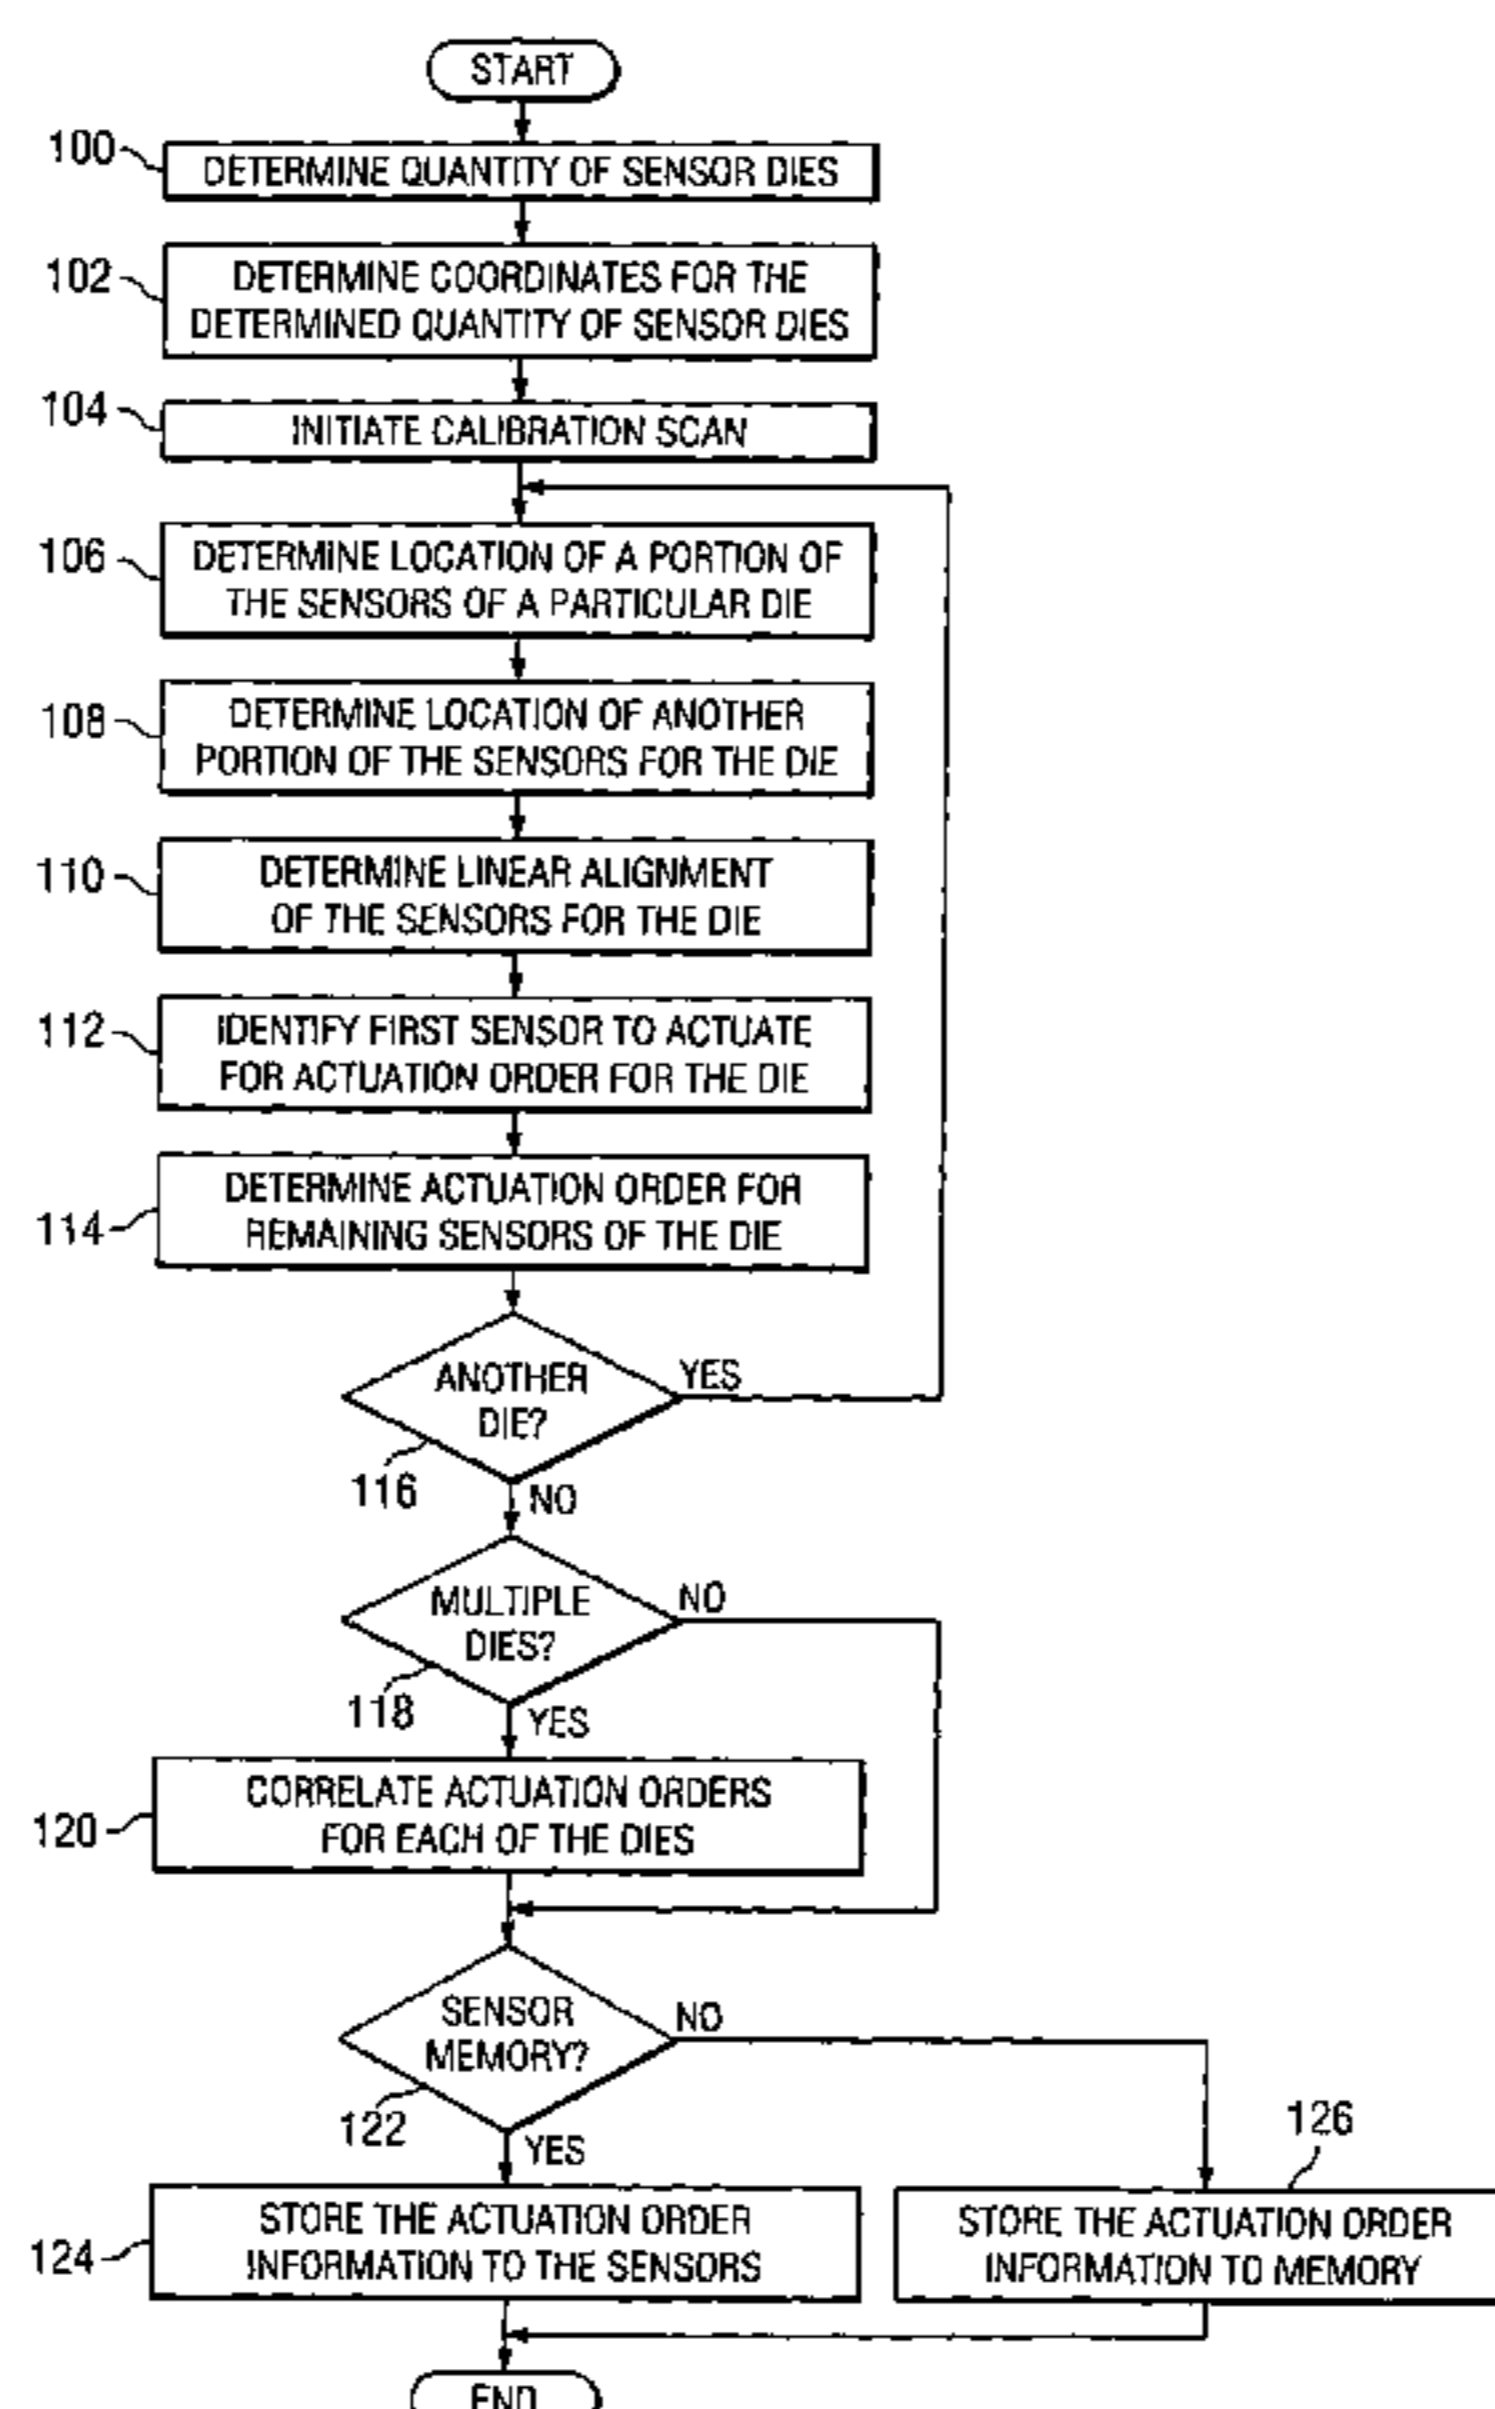 START
100
DETERMINE QUANTITY OF SENSOR DIES
102
DETERMINE COORDINATES FOR THE
DETERMINED QUANTITY OF SENSOR DIES
104
INITIATE CALIBRATION SCAN
106
DETERMINE LOCATION OF A PORTION OF
THE SENSORS OF A PARTICULAR DIE
108
DETERMINE LOCATION OF ANOTHER
PORTION OF THE SENSORS FOR THE DIE
110
DETERMINE LINEAR ALIGNMENT
OF THE SENSORS FOR THE DIE
112
IDENTIFY FIRST SENSOR TO ACTUATE
FOR ACTUATION ORDER FOR THE DIE
114
DETERMINE ACTUATION ORDER FOR
REMAINING SENSORS OF THE DIE
ANOTHER
DIE?
YES
116
NO
MULTIPLE
DIES?
NO
118
YES
120
CORRELATE ACTUATION ORDERS
FOR EACH OF THE DIES
SENSOR
MEMORY?
NO
122
YES
126
124
STORE THE ACTUATION ORDER
INFORMATION TO THE SENSORS
STORE THE ACTUATION ORDER
INFORMATION TO MEMORY
END